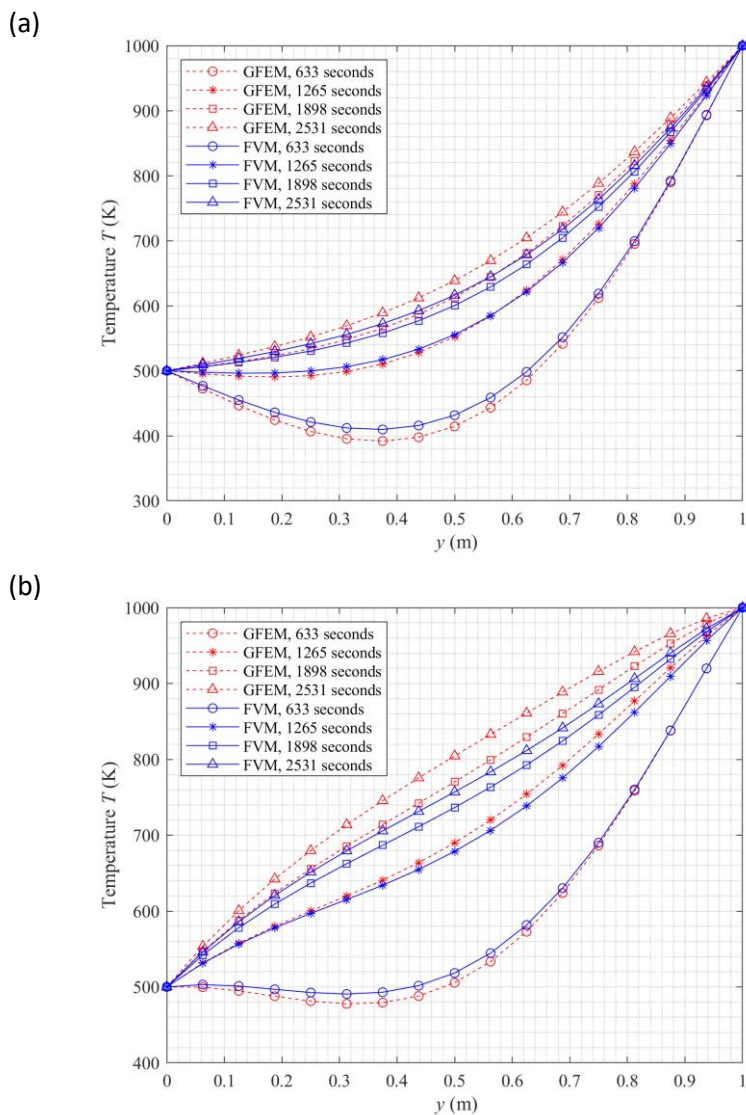 (a)
1000
900
800
700
600
500
400
300
Temperature T (K)
GFEM, 633 seconds
GFEM, 1265 seconds
GFEM, 1898 seconds
GFEM, 2531 seconds
FVM, 633 seconds
FVM, 1265 seconds
FVM, 1898 seconds
FVM, 2531 seconds
0 0.1 0.2 0.3 0.4 0.5 0.6 0.7 0.8 0.9 1
y (m)
(b)
1000
900
800
700
600
500
400
Temperature T (K)
GFEM, 633 seconds
GFEM, 1265 seconds
GFEM, 1898 seconds
GFEM, 2531 seconds
FVM, 633 seconds
FVM, 1265 seconds
FVM, 1898 seconds
FVM, 2531 seconds
0 0.1 0.2 0.3 0.4 0.5 0.6 0.7 0.8 0.9 1
y (m)